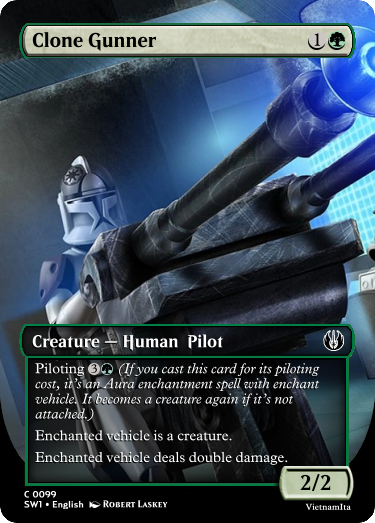 Clone Gunner 1
Creature — Human Pilot
Piloting 3 (If you cast this card for its piloting
cost, it's an Aura enchantment spell with enchant
vehicle. It becomes a creature again if it's not
attached.)
Enchanted vehicle is a creature.
Enchanted vehicle deals double damage.
2/2
C 0099
SW1 • English ROBERT LASKEY
VietnamIta